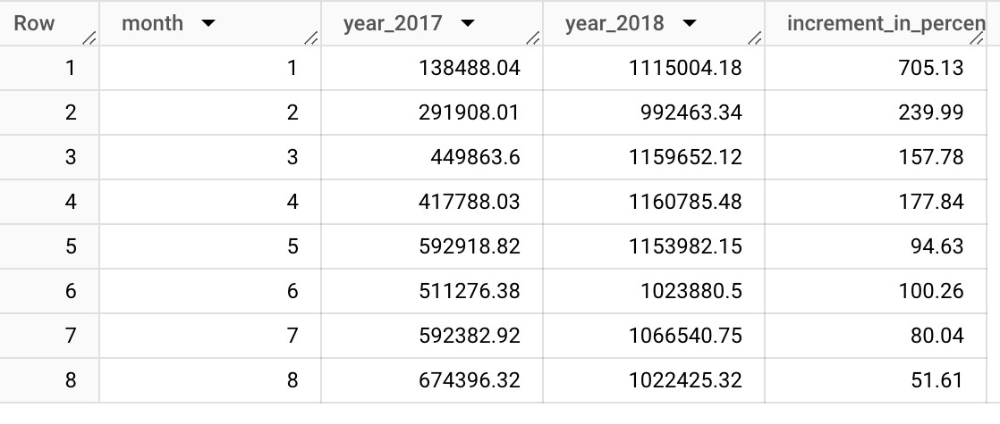 Row month year_2017 year_2018 increment_in_percen
1 1 138488.04 1115004.18 705.13
2 2 291908.01 992463.34 239.99
3 3 449863.6 1159652.12 157.78
4 4 417788.03 1160785.48 177.84
5 5 592918.82 1153982.15 94.63
6 6 511276.38 1023880.5 100.26
7 7 592382.92 1066540.75 80.04
8 8 674396.32 1022425.32 51.61